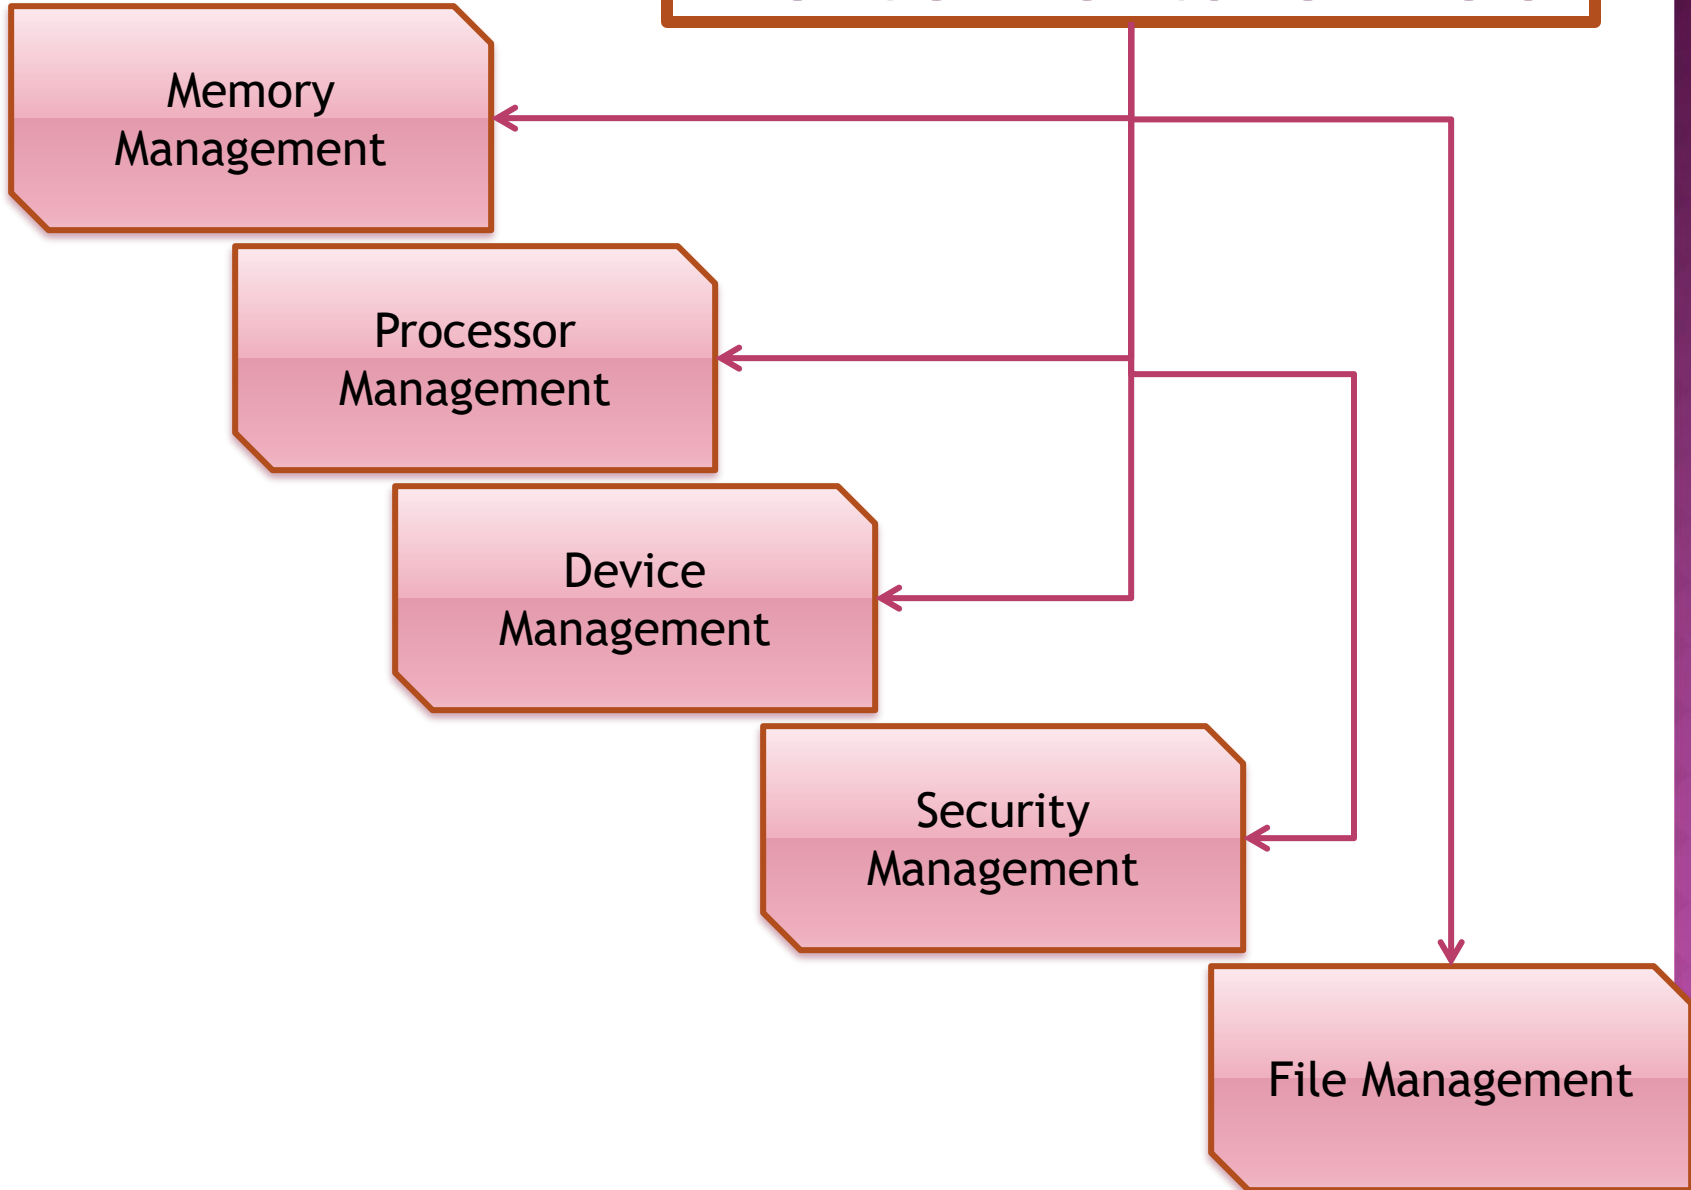 Memory
Management
Processor
Management
Device
Management
Security
Management
File Management